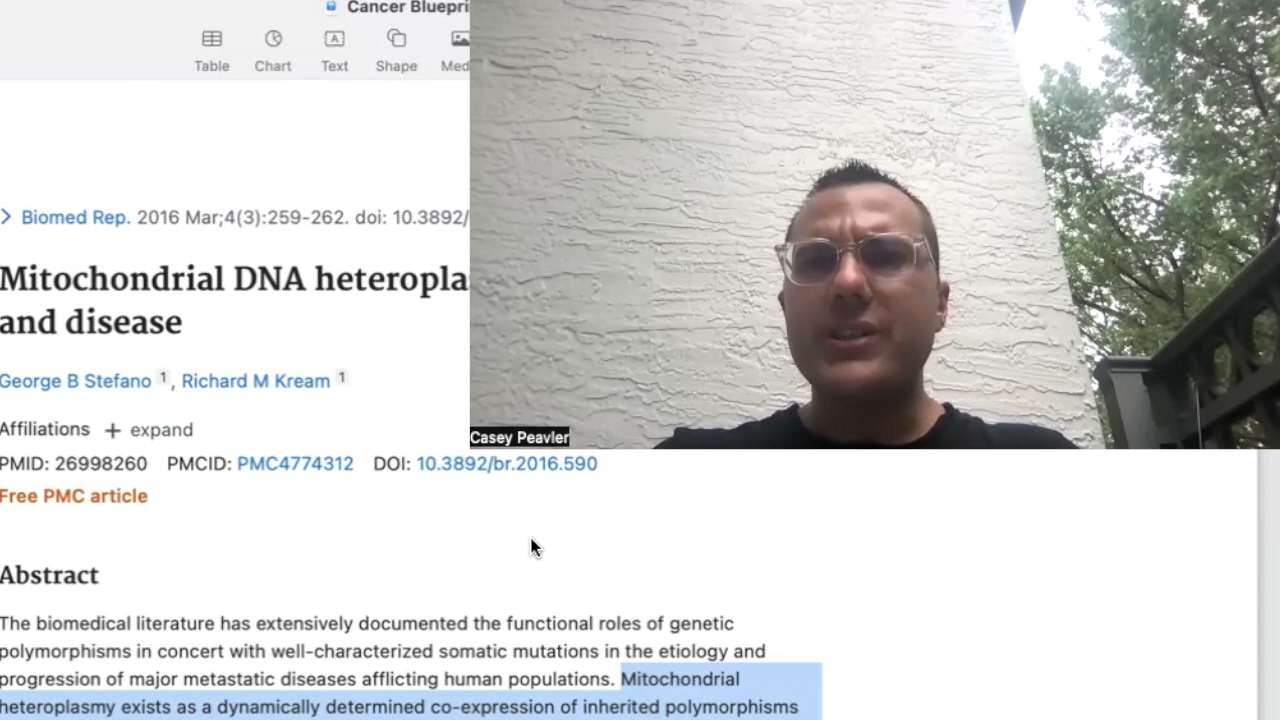 Cancer Bluepri
Table Chart Text Shape Med
Biomed Rep. 2016 Mar;4(3):259-262. doi: 10.3892/
Mitochondrial DNA heteropla
and disease
George B Stefano 1, Richard M Kream 1
Affiliations + expand
PMID: 26998260 PMCID: PMC4774312 DOI: 10.3892/br.2016.590
Free PMC article
Abstract
The biomedical literature has extensively documented the functional roles of genetic
polymorphisms in concert with well-characterized somatic mutations in the etiology and
progression of major metastatic diseases afflicting human populations. Mitochondrial
heteroplasmy exists as a dynamically determined co-expression of inherited polymorphisms
Casey Peavler